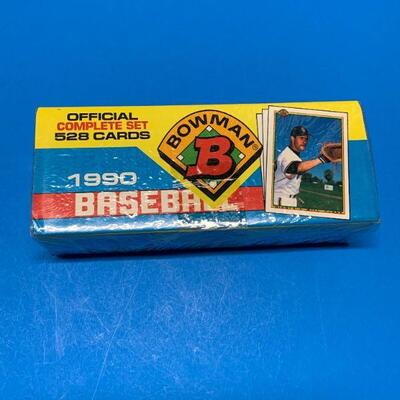 OFFICIAL
COMPLETE SET
528 CARDS
BOWMAN®
B
1990
BASEBALL